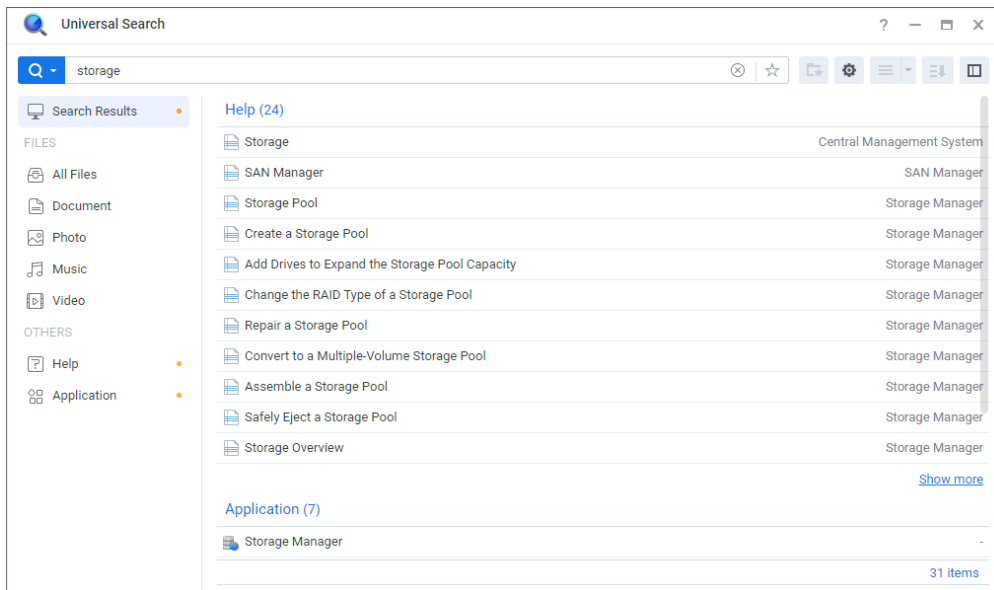 Universal Search
storage
Search Results
FILES
All Files
Document
Photo
Music
Video
OTHERS
Help
Application
Help (24)
Storage Central Management System
SAN Manager SAN Manager
Storage Pool Storage Manager
Create a Storage Pool Storage Manager
Add Drives to Expand the Storage Pool Capacity Storage Manager
Change the RAID Type of a Storage Pool Storage Manager
Repair a Storage Pool Storage Manager
Convert to a Multiple-Volume Storage Pool Storage Manager
Assemble a Storage Pool Storage Manager
Safely Eject a Storage Pool Storage Manager
Storage Overview Storage Manager
Show more
Application (7)
Storage Manager -
31 items